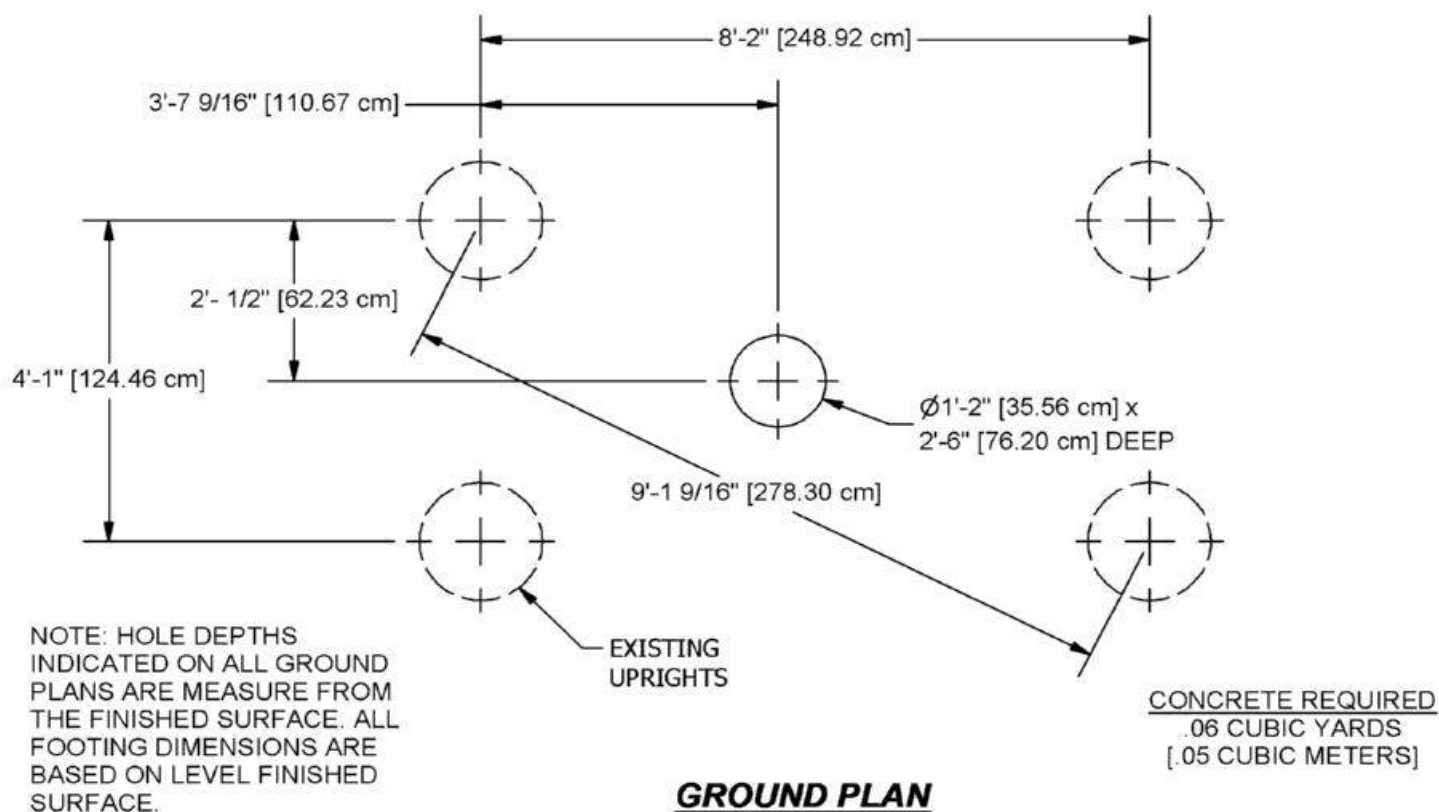 8'-2" [248.92 cm]
3'-7 9/16" [110.67 cm]
2'- 1/2" [62.23 cm]
4'-1" [124.46 cm]
Ø1'-2" [35.56 cm] x
2'-6" [76.20 cm] DEEP
9'-1 9/16" [278.30 cm]
EXISTING
UPRIGHTS
NOTE: HOLE DEPTHS
INDICATED ON ALL GROUND
PLANS ARE MEASURE FROM
THE FINISHED SURFACE. ALL
FOOTING DIMENSIONS ARE
BASED ON LEVEL FINISHED
SURFACE.
CONCRETE REQUIRED
.06 CUBIC YARDS
[.05 CUBIC METERS]
GROUND PLAN